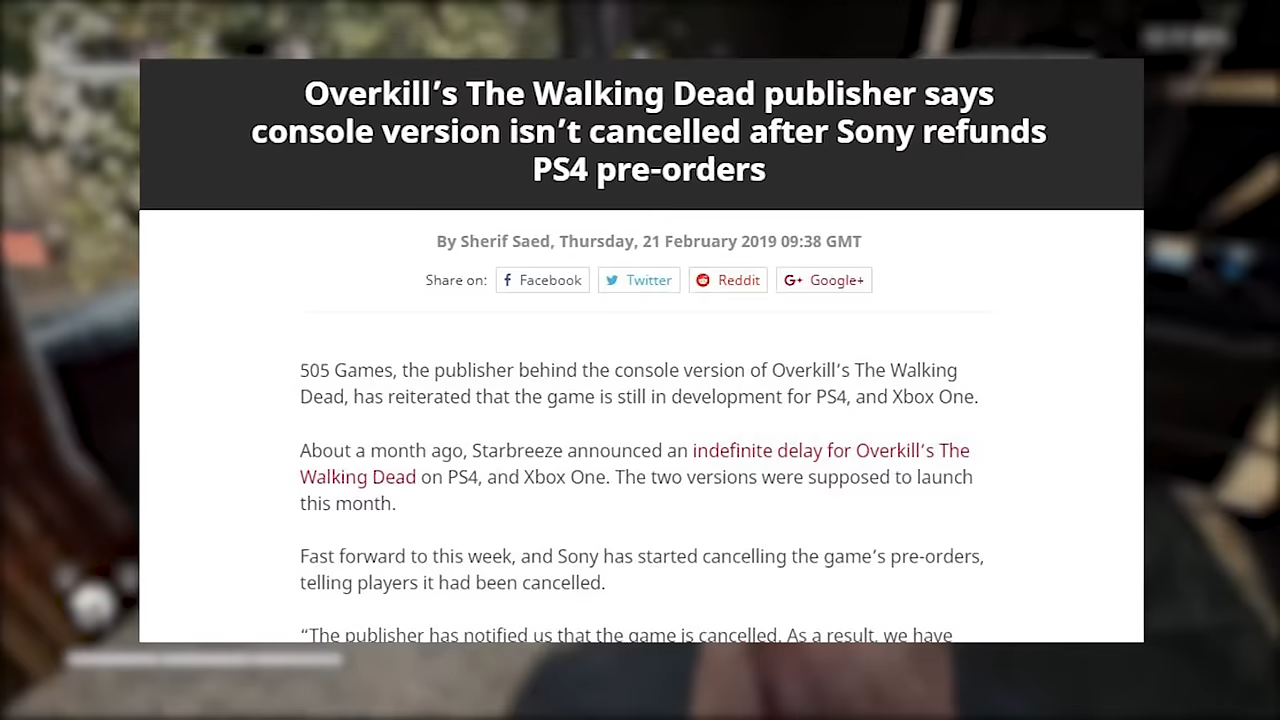 Overkill’s The Walking Dead publisher says
console version isn’t cancelled after Sony refunds
PS4 pre-orders
By Sherif Saed, Thursday, 21 February 2019 09:38 GMT
Share on: Facebook Twitter Reddit Google+
505 Games, the publisher behind the console version of Overkill’s The Walking
Dead, has reiterated that the game is still in development for PS4, and Xbox One.
About a month ago, Starbreeze announced an indefinite delay for Overkill’s The
Walking Dead on PS4, and Xbox One. The two versions were supposed to launch
this month.
Fast forward to this week, and Sony has started cancelling the game’s pre-orders,
telling players it had been cancelled.
“The publisher has notified us that the game is cancelled. As a result, we have